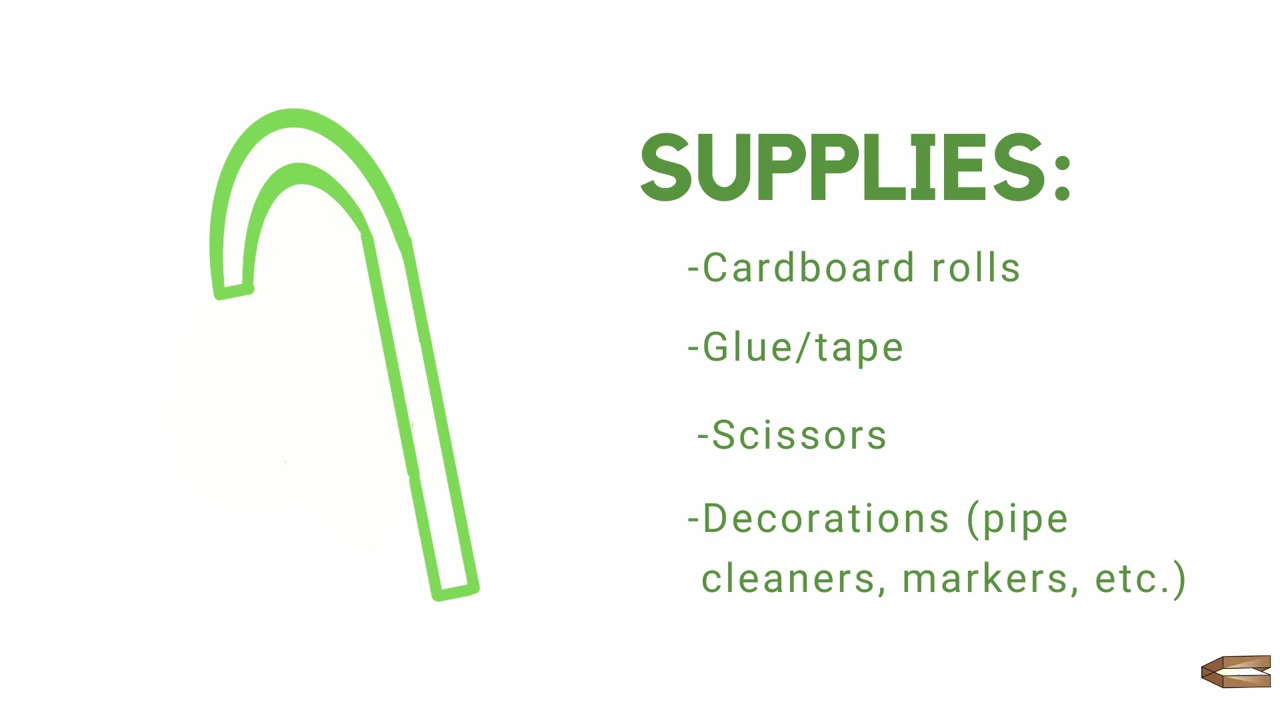 SUPPLIES:
-Cardboard rolls
-Glue/tape
-Scissors
-Decorations (pipe
cleaners, markers, etc.)